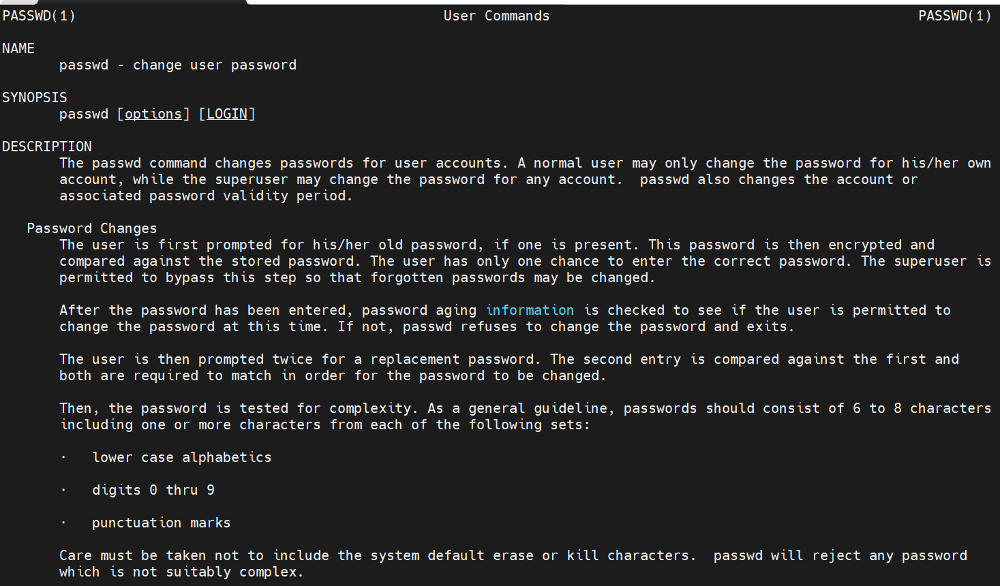 PASSWD(1) User Commands PASSWD(1)
NAME
passwd - change user password
SYNOPSIS
passwd [options] [LOGIN]
DESCRIPTION
The passwd command changes passwords for user accounts. A normal user may only change the password for his/her own
account, while the superuser may change the password for any account.  passwd also changes the account or
associated password validity period.
Password Changes
The user is first prompted for his/her old password, if one is present. This password is then encrypted and
compared against the stored password. The user has only one chance to enter the correct password. The superuser is
permitted to bypass this step so that forgotten passwords may be changed.
After the password has been entered, password aging information is checked to see if the user is permitted to
change the password at this time. If not, passwd refuses to change the password and exits.
The user is then prompted twice for a replacement password. The second entry is compared against the first and
both are required to match in order for the password to be changed.
Then, the password is tested for complexity. As a general guideline, passwords should consist of 6 to 8 characters
including one or more characters from each of the following sets:
· lower case alphabetics
· digits 0 thru 9
· punctuation marks
Care must be taken not to include the system default erase or kill characters.  passwd will reject any password
which is not suitably complex.